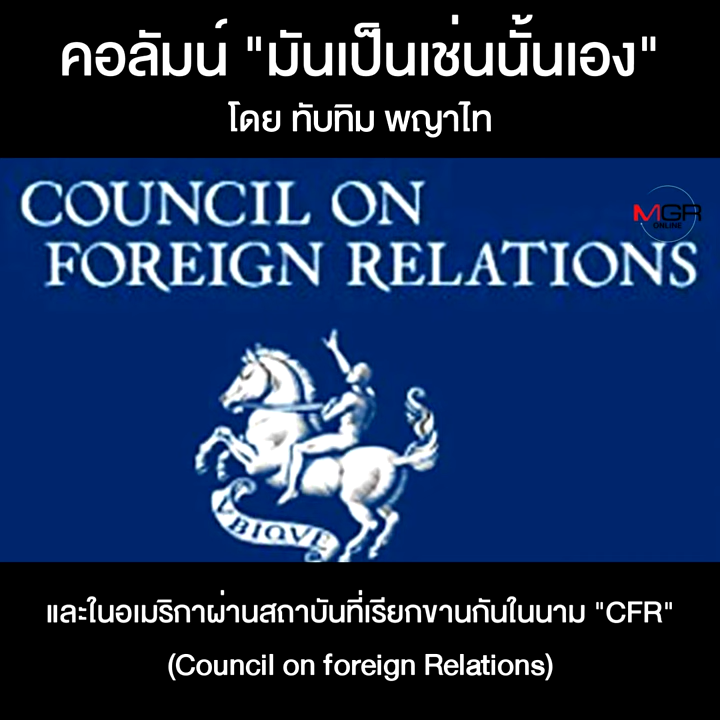 คอลัมน์ "มันเป็นเช่นนั้นเอง"
โดย ทับทิม พญาไท
COUNCIL ON
FOREIGN RELATIONS
MGR
ONLINE
VBIQVE
และในอเมริกาผ่านสถาบันที่เรียกขานกันในนาม "CFR"
(Council on foreign Relations)